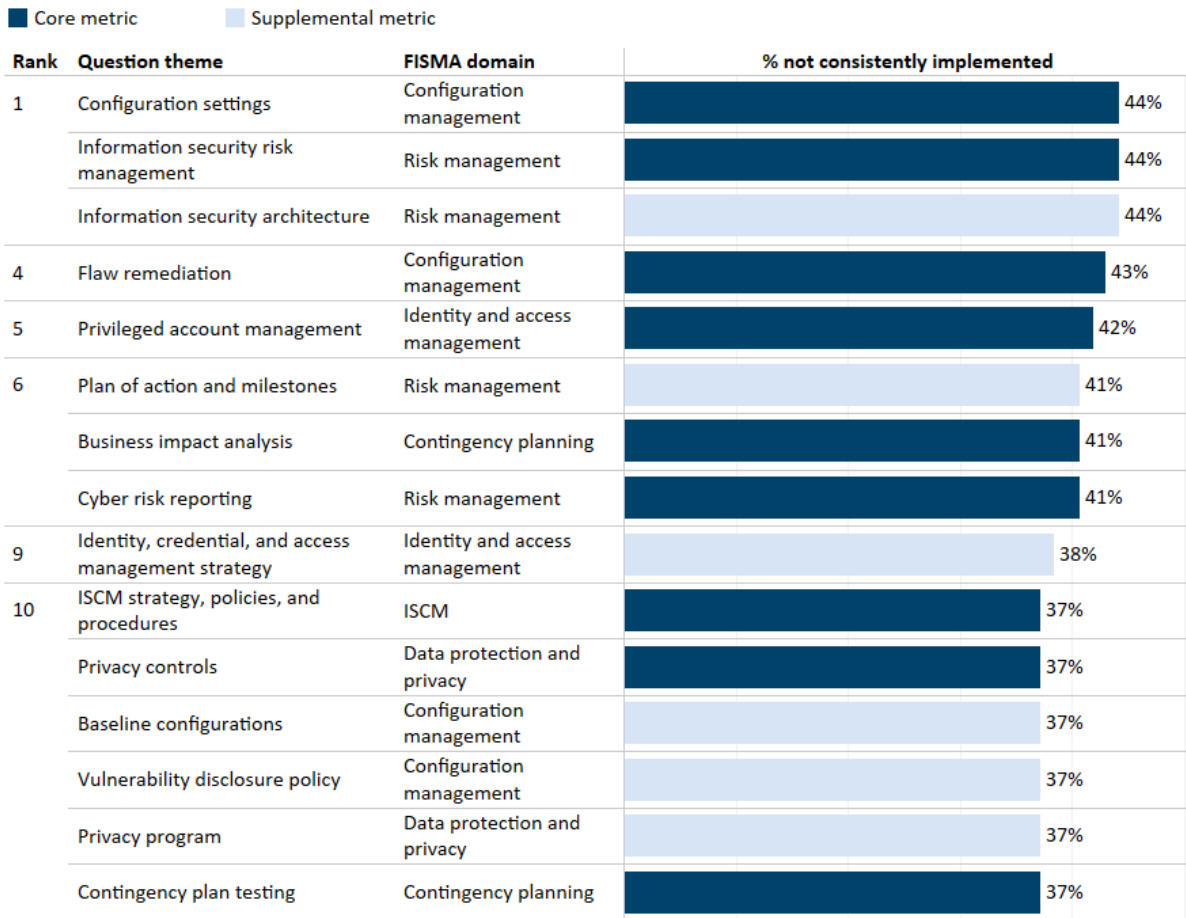 Core metric Supplemental metric
Rank Question theme FISMA domain % not consistently implemented
1 Configuration settings Configuration management 44%
Information security risk management Risk management 44%
Information security architecture Risk management 44%
4 Flaw remediation Configuration management 43%
5 Privileged account management Identity and access management 42%
6 Plan of action and milestones Risk management 41%
Business impact analysis Contingency planning 41%
Cyber risk reporting Risk management 41%
9 Identity, credential, and access management strategy Identity and access management 38%
10 ISCM strategy, policies, and procedures ISCM 37%
Privacy controls Data protection and privacy 37%
Baseline configurations Configuration management 37%
Vulnerability disclosure policy Configuration management 37%
Privacy program Data protection and privacy 37%
Contingency plan testing Contingency planning 37%